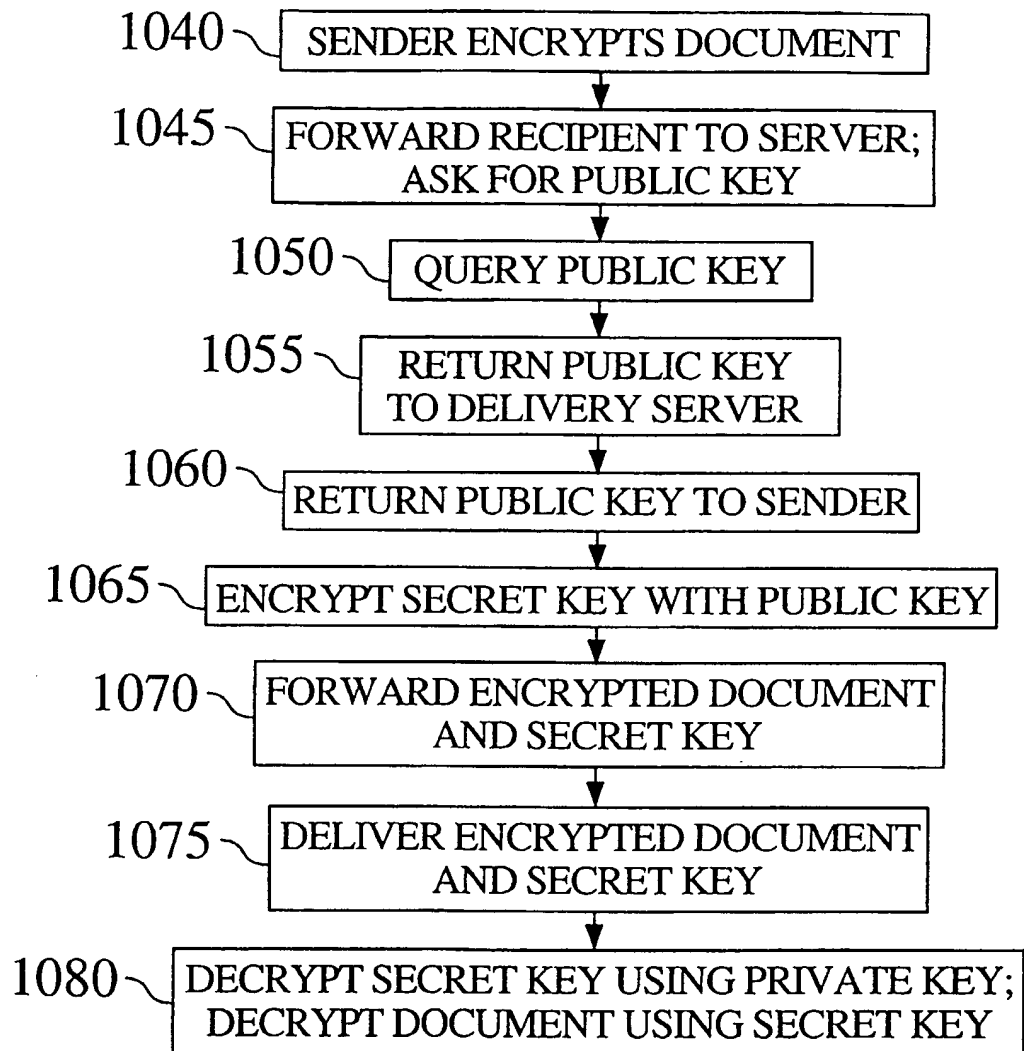 1040
SENDER ENCRYPTS DOCUMENT
1045
FORWARD RECIPIENT TO SERVER;
ASK FOR PUBLIC KEY
1050
QUERY PUBLIC KEY
1055
RETURN PUBLIC KEY
TO DELIVERY SERVER
1060
RETURN PUBLIC KEY TO SENDER
1065
ENCRYPT SECRET KEY WITH PUBLIC KEY
1070
FORWARD ENCRYPTED DOCUMENT
AND SECRET KEY
1075
DELIVER ENCRYPTED DOCUMENT
AND SECRET KEY
1080
DECRYPT SECRET KEY USING PRIVATE KEY;
DECRYPT DOCUMENT USING SECRET KEY